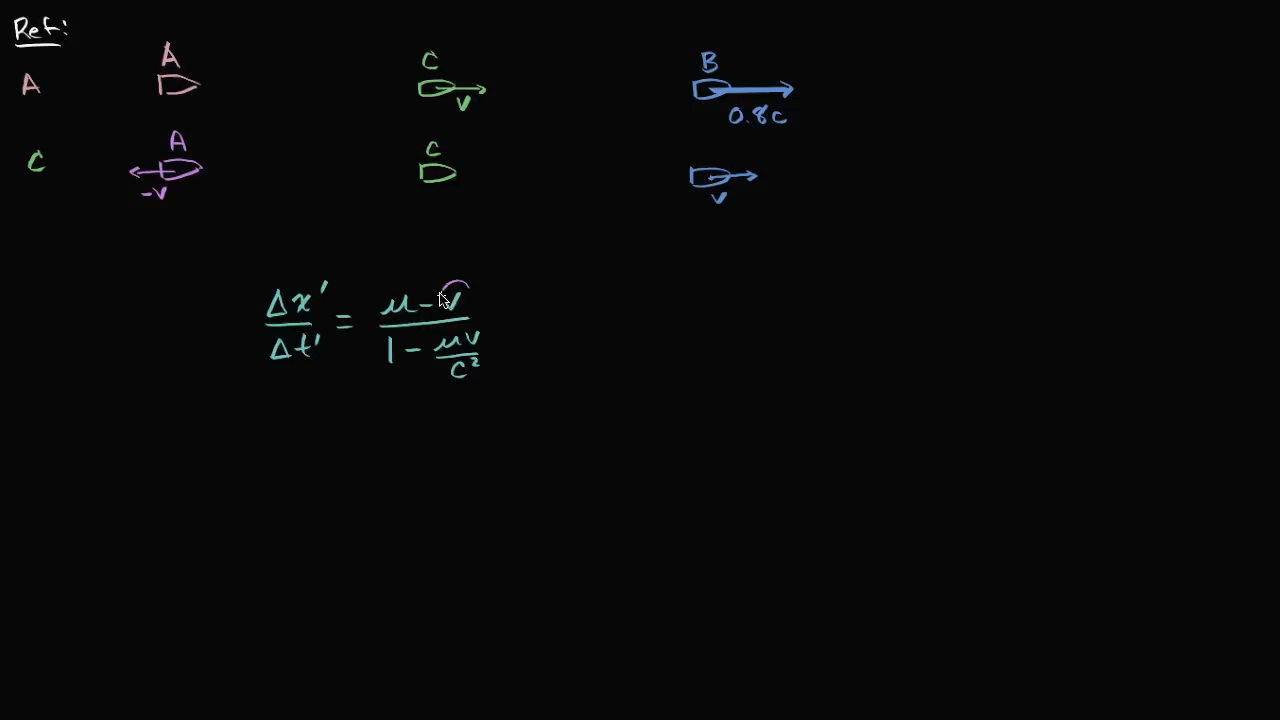 Ref:
A A C B
v
0.8c
C A C
-v v
Δx'/Δt' = (u - v)/(1 - uv/c²)